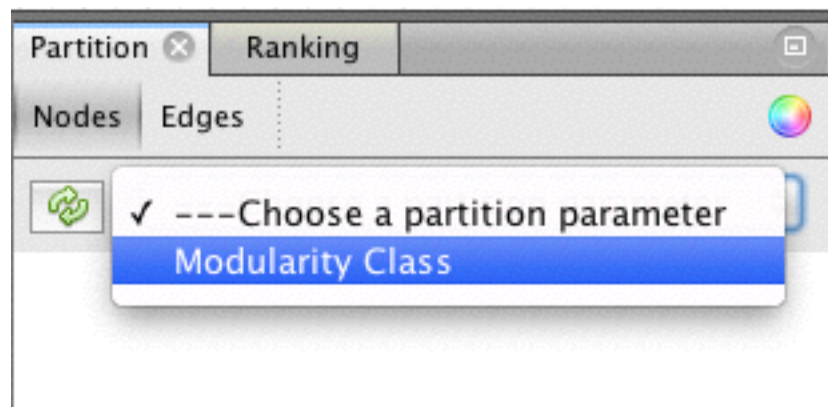 Partition Ranking
Nodes Edges
✓ ---Choose a partition parameter
Modularity Class